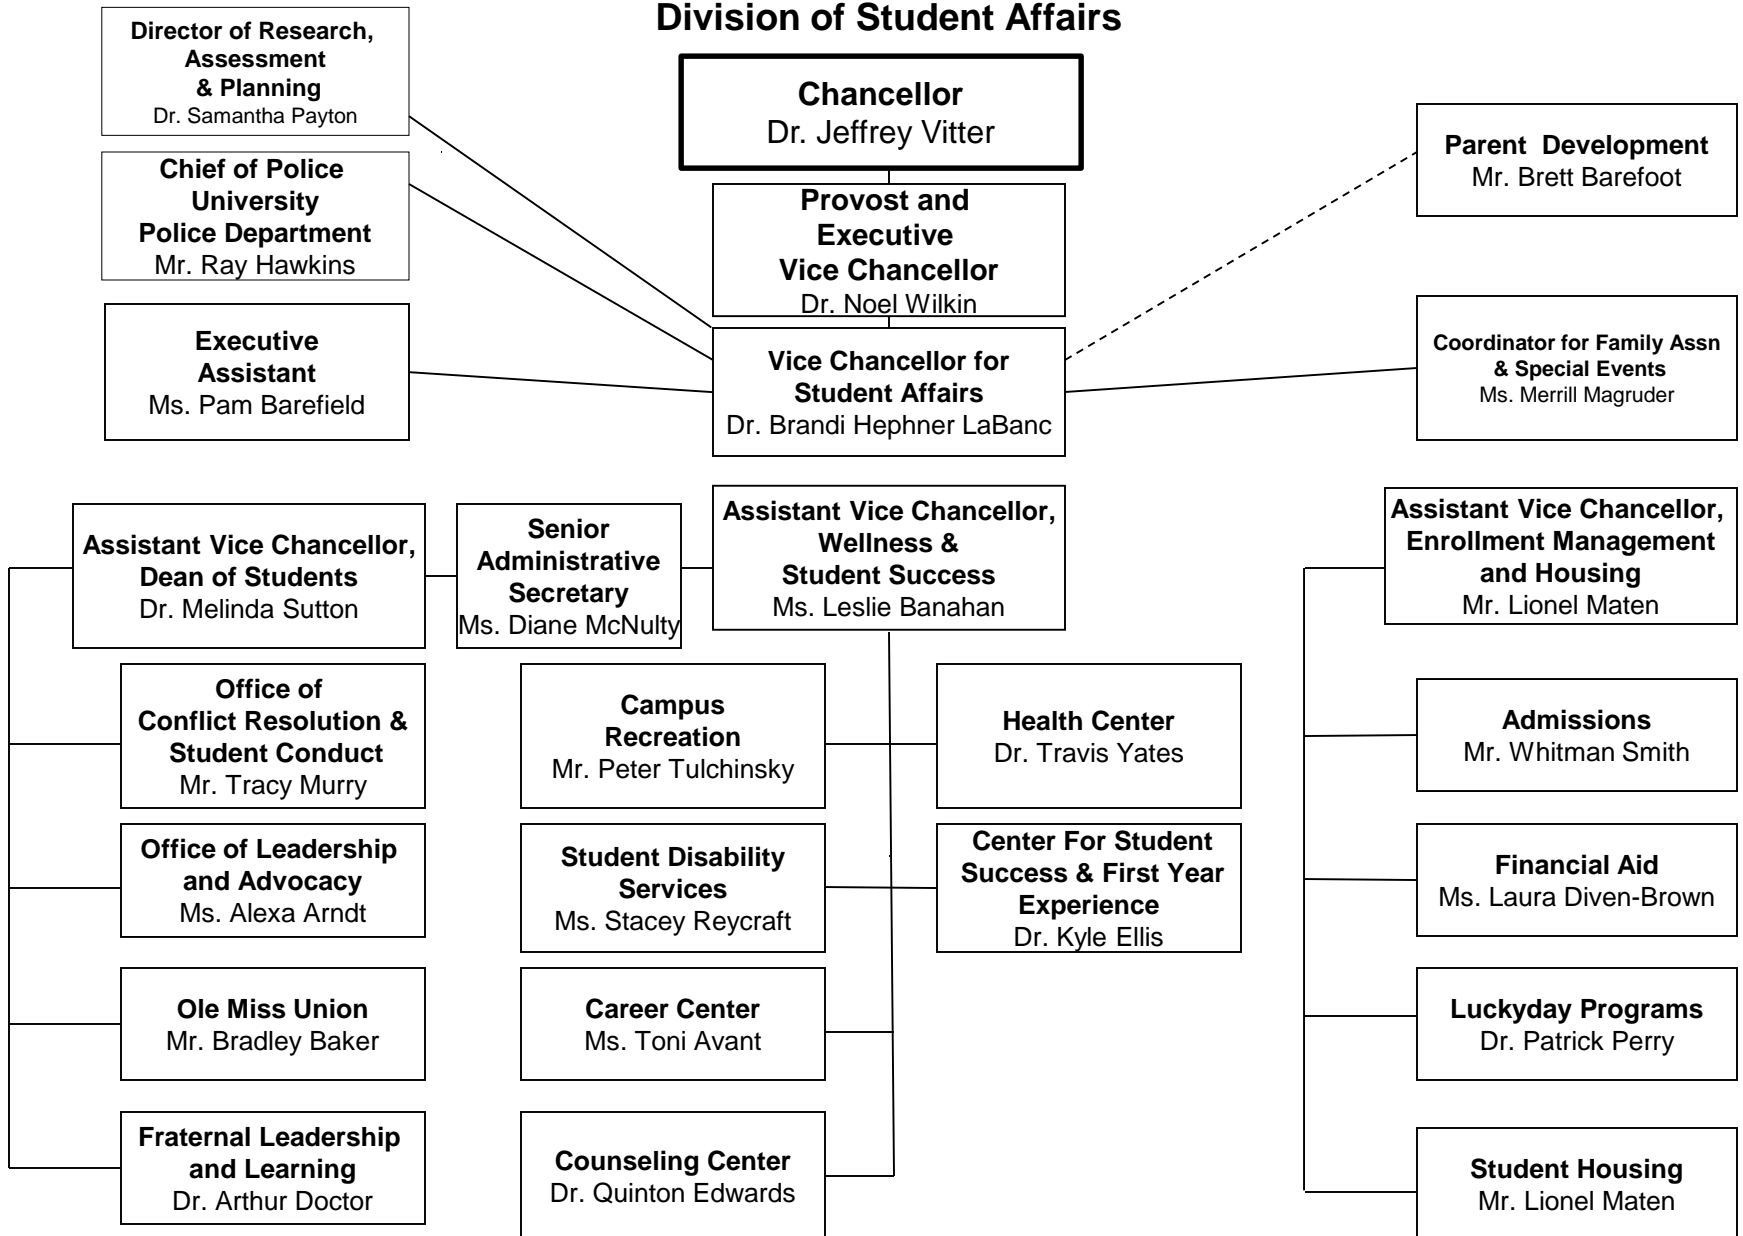 Division of Student Affairs
Director of Research,
Assessment
& Planning
Dr. Samantha Payton
Chancellor
Dr. Jeffrey Vitter
Parent Development
Mr. Brett Barefoot
Chief of Police
University
Police Department
Mr. Ray Hawkins
Provost and
Executive
Vice Chancellor
Dr. Noel Wilkin
Executive
Assistant
Ms. Pam Barefield
Vice Chancellor for
Student Affairs
Dr. Brandi Hephner LaBanc
Coordinator for Family Assn
& Special Events
Ms. Merrill Magruder
Assistant Vice Chancellor,
Dean of Students
Dr. Melinda Sutton
Senior
Administrative
Secretary
Ms. Diane McNulty
Assistant Vice Chancellor,
Wellness &
Student Success
Ms. Leslie Banahan
Assistant Vice Chancellor,
Enrollment Management
and Housing
Mr. Lionel Maten
Office of
Conflict Resolution &
Student Conduct
Mr. Tracy Murry
Campus
Recreation
Mr. Peter Tulchinsky
Health Center
Dr. Travis Yates
Admissions
Mr. Whitman Smith
Office of Leadership
and Advocacy
Ms. Alexa Arndt
Student Disability
Services
Ms. Stacey Reycraft
Center For Student
Success & First Year
Experience
Dr. Kyle Ellis
Financial Aid
Ms. Laura Diven-Brown
Ole Miss Union
Mr. Bradley Baker
Career Center
Ms. Toni Avant
Luckyday Programs
Dr. Patrick Perry
Fraternal Leadership
and Learning
Dr. Arthur Doctor
Counseling Center
Dr. Quinton Edwards
Student Housing
Mr. Lionel Maten